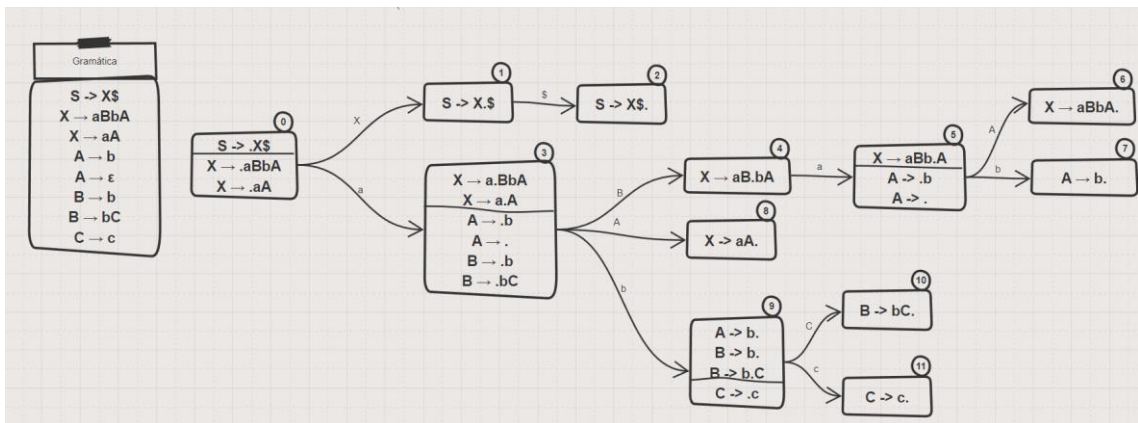 Gramática
S -> X$
X → aBbA
X → aA
A → b
A → ε
B → b
B → bC
C → c
0
S -> .X$
X → .aBbA
X → .aA
X
a
1
S -> X.$
$
2
S -> X$.
3
X → a.BbA
X → a.A
A → .b
A → .
B → .b
B → .bC
B
A
b
4
X → aB.bA
a
5
X → aBb.A
A -> .b
A -> .
A
b
6
X → aBbA.
7
A → b.
8
X -> aA.
9
A -> b.
B -> b.
B -> b.C
C -> .c
C
c
10
B -> bC.
11
C -> c.